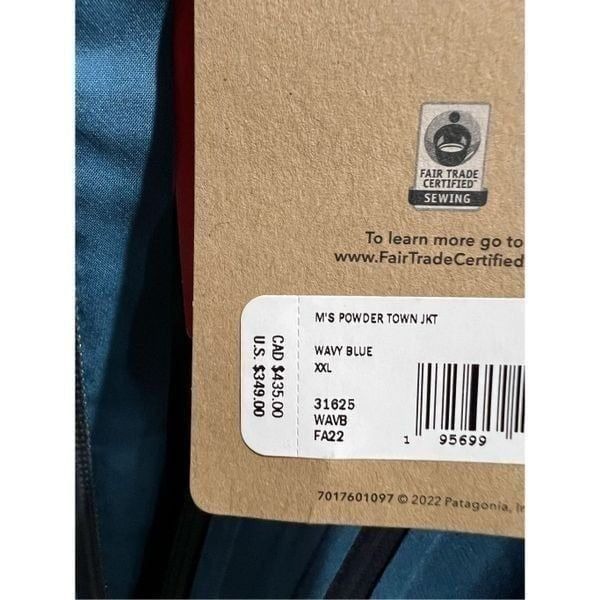 FAIR TRADE
CERTIFIED™
SEWING
To learn more go to
www.FairTradeCertified
M'S POWDER TOWN JKT
WAVY BLUE
XXL
31625
WAVB
FA22
1 95699
CAD $435.00
U.S. $349.00
7017601097 © 2022 Patagonia, In